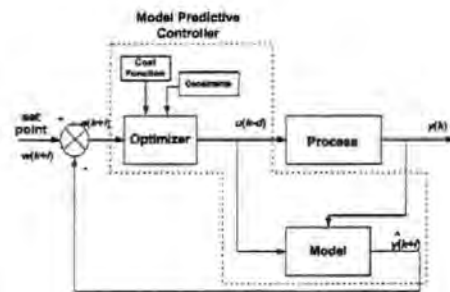 Model Predictive
Controller
Cost
Function
Constraints
set
point
w(k+i)
Optimizer
u(k+d)
Process
y(k)
Model
ŷ(k+i)